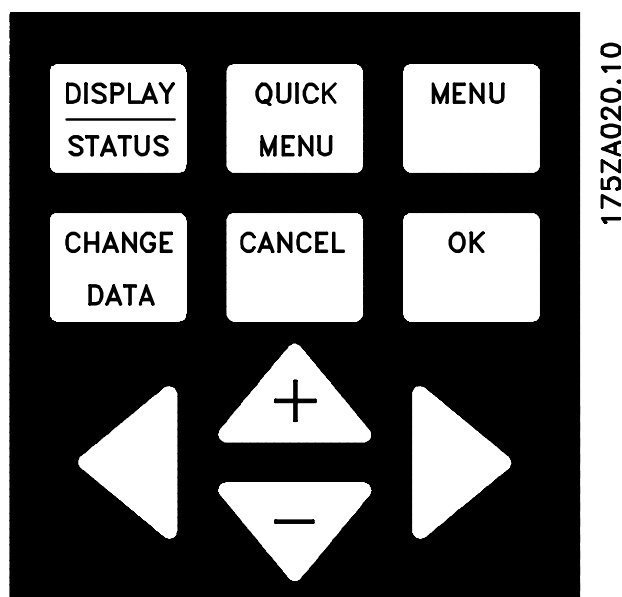 DISPLAY
STATUS
QUICK
MENU
MENU
CHANGE
DATA
CANCEL
OK
+
−
175ZA020.10